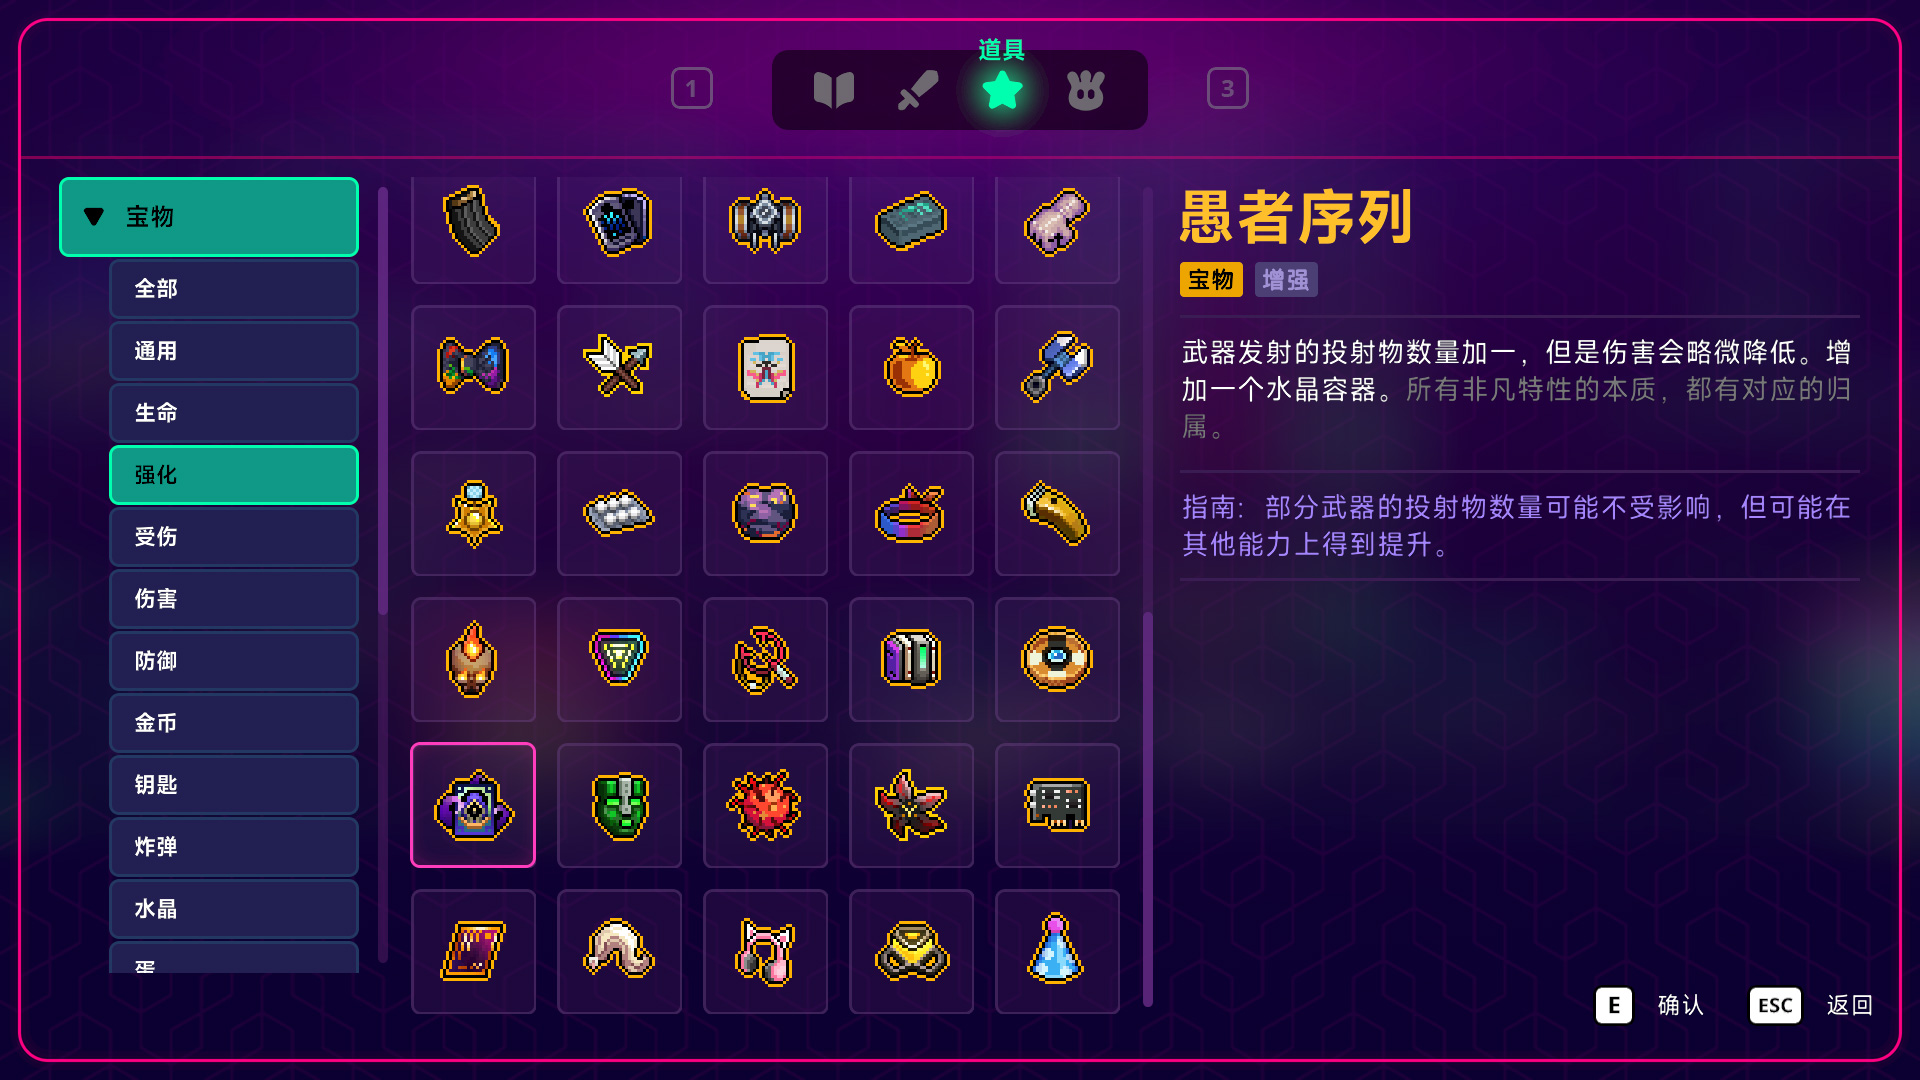 道具
1
3
宝物
全部
通用
生命
强化
受伤
伤害
防御
金币
钥匙
炸弹
水晶
蛋
愚者序列
宝物 增强
武器发射的投射物数量加一，但是伤害会略微降低。增
加一个水晶容器。所有非凡特性的本质，都有对应的归
属。
指南：部分武器的投射物数量可能不受影响，但可能在
其他能力上得到提升。
E 确认 ESC 返回